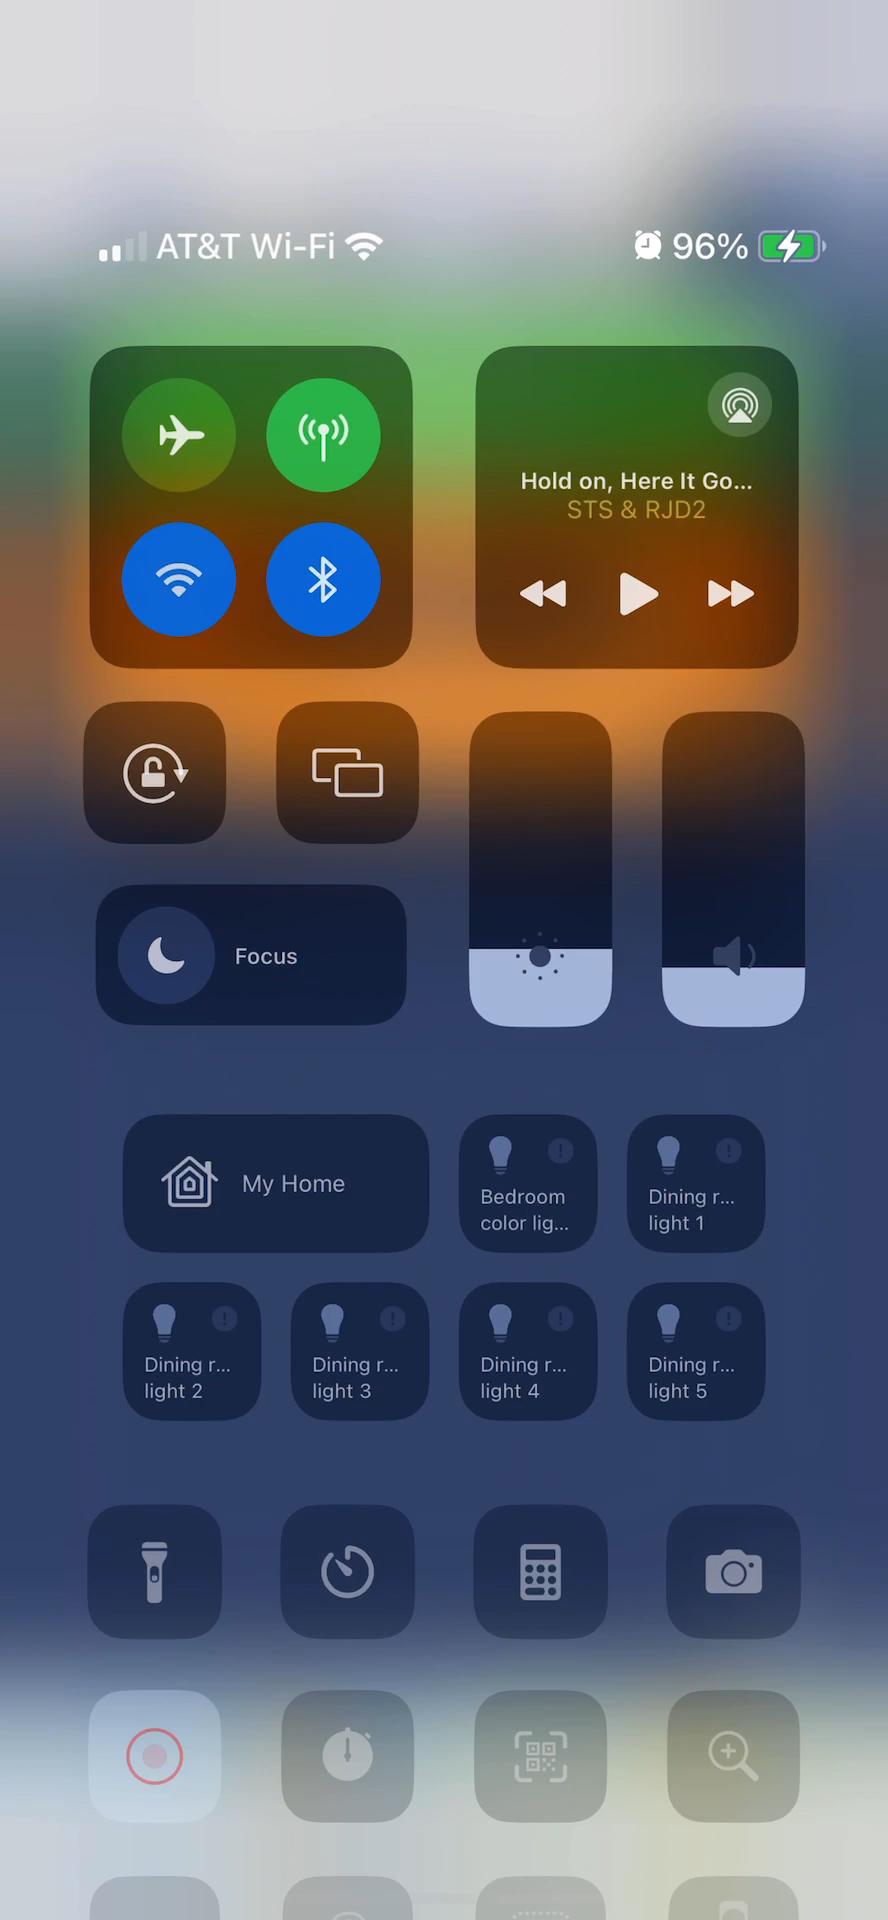 AT&T Wi-Fi 96%
Hold on, Here It Go...
STS & RJD2
Focus
My Home
Bedroom
color lig...
Dining r...
light 1
Dining r...
light 2
Dining r...
light 3
Dining r...
light 4
Dining r...
light 5